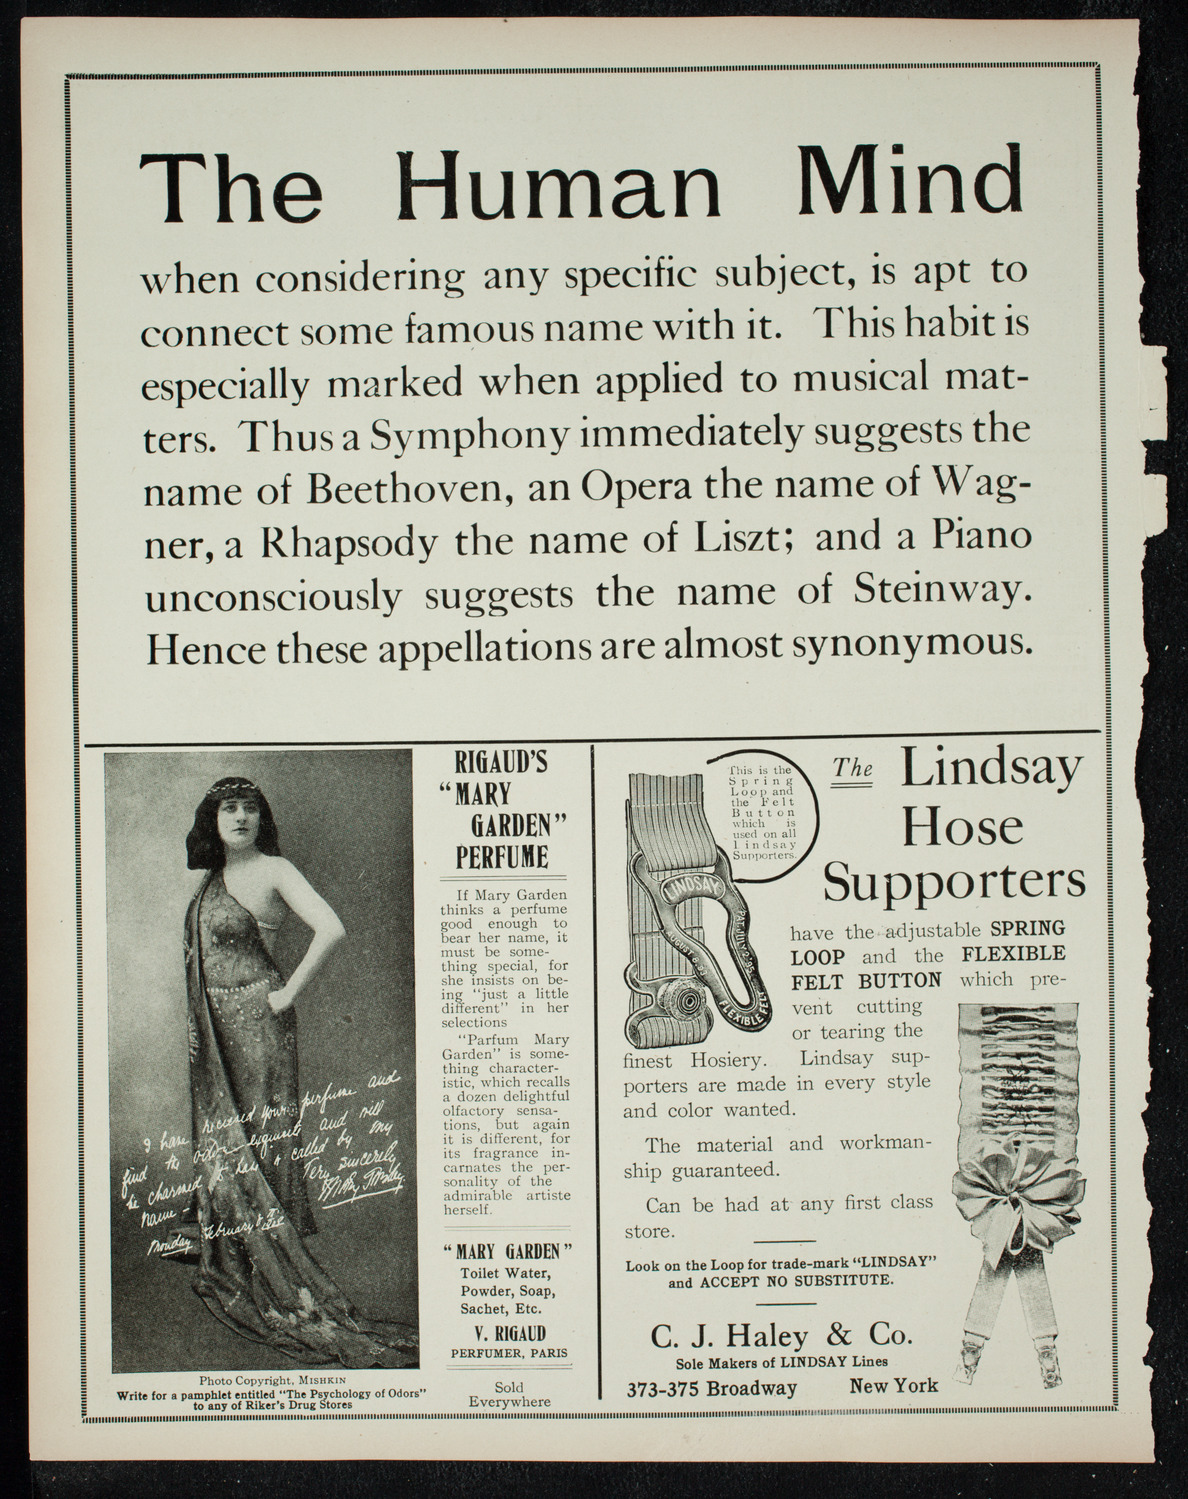 The Human Mind
when considering any specific subject, is apt to
connect some famous name with it. This habit is
especially marked when applied to musical mat-
ters. Thus a Symphony immediately suggests the
name of Beethoven, an Opera the name of Wag-
ner, a Rhapsody the name of Liszt; and a Piano
unconsciously suggests the name of Steinway.
Hence these appellations are almost synonymous.
I have received your perfume and
find the odor exquisite and will
be charmed to have it called by my
name –
Very sincerely
Monday February
Photo Copyright, MISHKIN
Write for a pamphlet entitled "The Psychology of Odors"
to any of Riker's Drug Stores
RIGAUD'S
"MARY
GARDEN"
PERFUME
If Mary Garden
thinks a perfume
good enough to
bear her name, it
must be some-
thing special, for
she insists on be-
ing "just a little
different" in her
selections
"Parfum Mary
Garden" is some-
thing character-
istic, which recalls
a dozen delightful
olfactory sensa-
tions, but again
it is different, for
its fragrance in-
carnates the per-
sonality of the
admirable artiste
herself.
"MARY GARDEN"
Toilet Water,
Powder, Soap,
Sachet, Etc.
V. RIGAUD
PERFUMER, PARIS
Sold
Everywhere
This is the
Spring
Loop and
the Felt
Button
which is
used on all
Lindsay
Supporters.
LINDSAY
PAT. JULY 2-95
FLEXIBLE FELT
The Lindsay
Hose
Supporters
have the adjustable SPRING
LOOP and the FLEXIBLE
FELT BUTTON which pre-
vent cutting
or tearing the
finest Hosiery. Lindsay sup-
porters are made in every style
and color wanted.
The material and workman-
ship guaranteed.
Can be had at any first class
store.
Look on the Loop for trade-mark "LINDSAY"
and ACCEPT NO SUBSTITUTE.
C. J. Haley & Co.
Sole Makers of LINDSAY Lines
373-375 Broadway New York